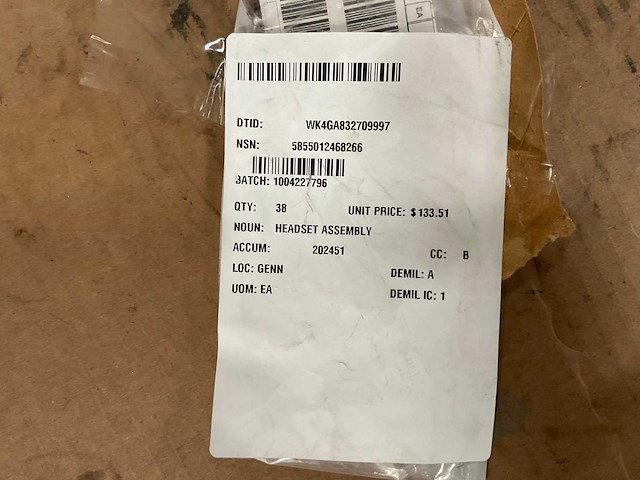 EA
DTID: WK4GA832709997
NSN: 5855012468266
BATCH: 1004227796
QTY: 38 UNIT PRICE: $133.51
NOUN: HEADSET ASSEMBLY
ACCUM: 202451 CC: B
LOC: GENN DEMIL: A
UOM: EA DEMIL IC: 1